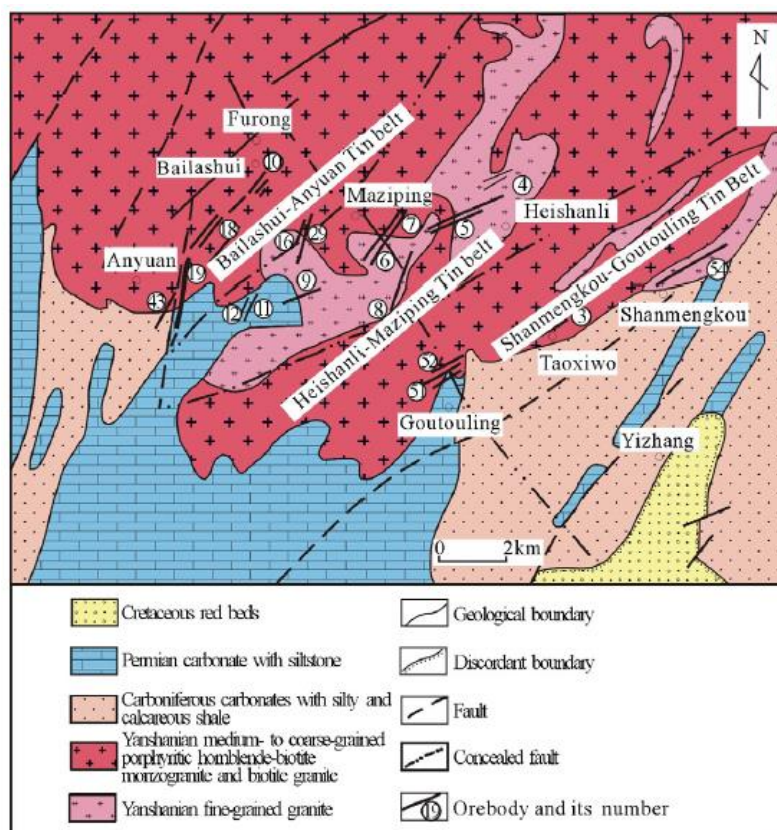 N
Furong
Bailashui
10
Bailashui-Anyuan Tin belt
Maziping
4
18
7
Heishanli
16
29
5
Anyuan
6
19
Shanmengkou-Goutouling Tin Belt
54
9
43
12
11
8
3
Shanmengkou
Heishanli-Maziping Tin belt
52
Taoxiwo
51
Goutouling
Yizhang
0 2km
Cretaceous red beds
Permian carbonate with siltstone
Carboniferous carbonates with silty and
calcareous shale
Yanshanian medium- to coarse-grained
porphyritic hornblende-biotite
monzogranite and biotite granite
Yanshanian fine-grained granite
Geological boundary
Discordant boundary
Fault
Concealed fault
19
Orebody and its number